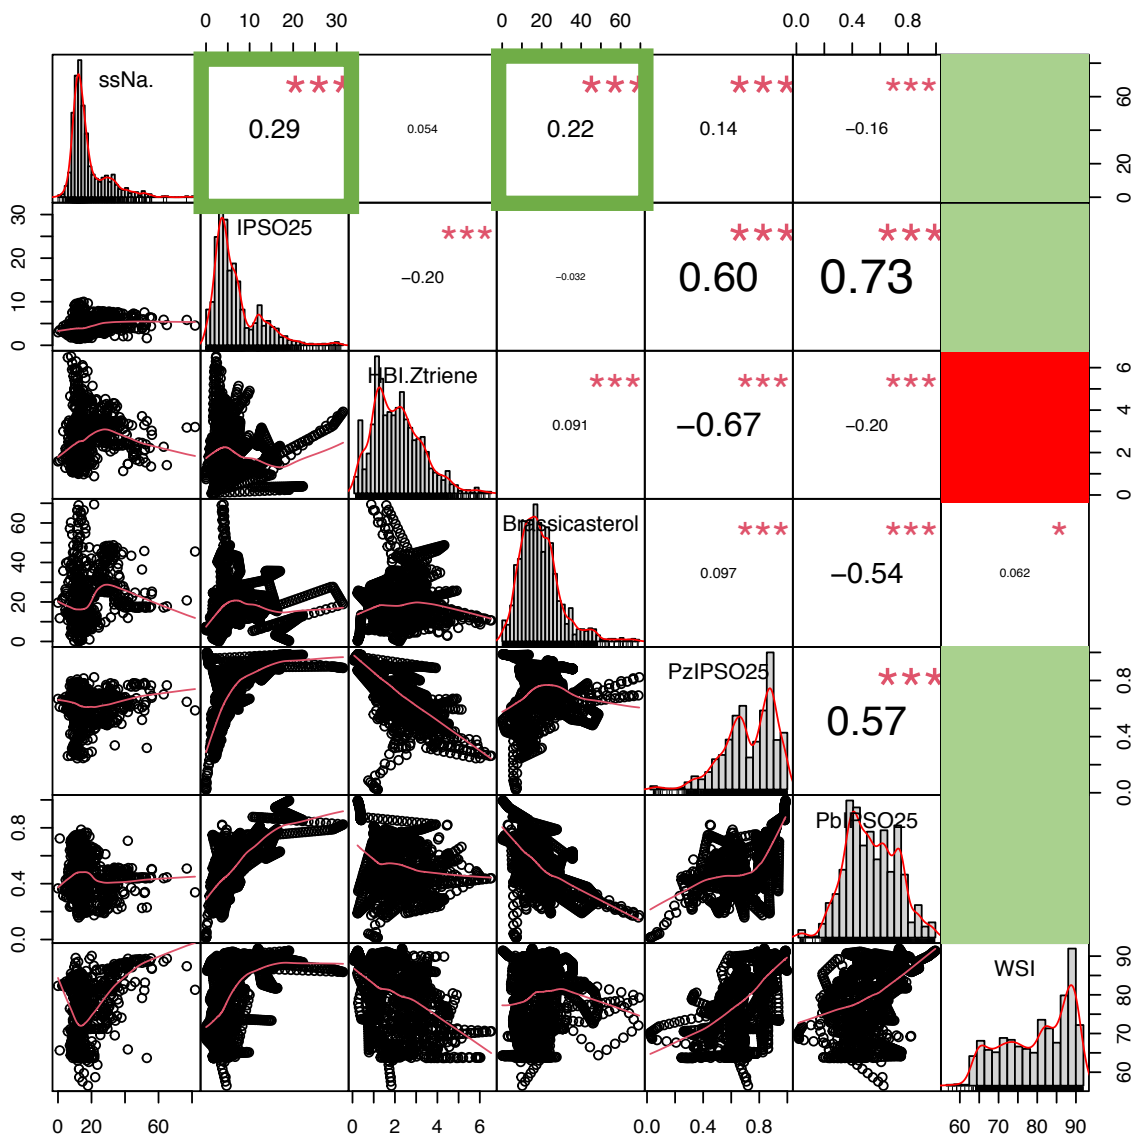 0 10 20 30 0 20 40 60 0.0 0.4 0.8
ssNa. *** 0.29 0.054 *** 0.22 *** 0.14 *** −0.16 0 20 60
0 10 20 30 IPSO25 *** −0.20 −0.032 *** 0.60 *** 0.73
HBI.Ztriene *** 0.091 *** −0.67 *** −0.20 0 2 4 6
0 20 40 60 Brassicasterol *** 0.097 *** −0.54 * 0.062
PzIPSO25 *** 0.57 0.0 0.4 0.8
0.0 0.4 0.8 PbIPSO25
WSI 60 70 80 90
0 20 60 0 2 4 6 0.0 0.4 0.8 60 70 80 90